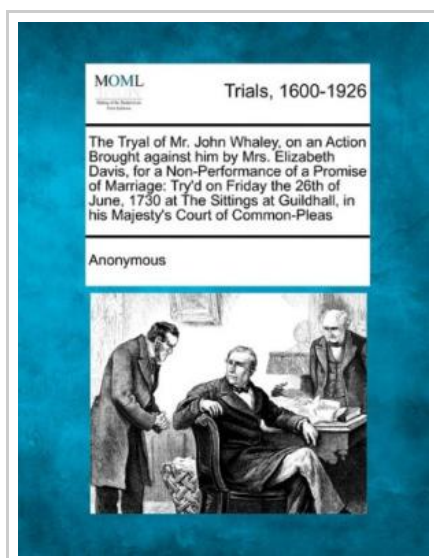 MOML
Trials, 1600-1926
The Tryal of Mr. John Whaley, on an Action
Brought against him by Mrs. Elizabeth
Davis, for a Non-Performance of a Promise
of Marriage: Try'd on Friday the 26th of
June, 1730 at The Sittings at Guildhall, in
his Majesty's Court of Common-Pleas
Anonymous